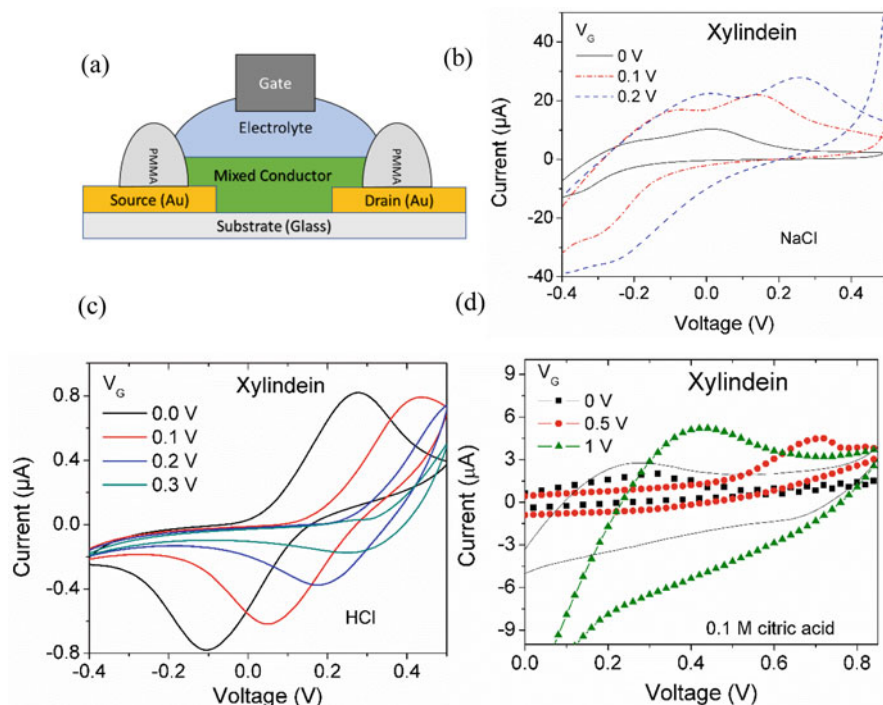 (a)
Gate
Electrolyte
PMMA
PMMA
Mixed Conductor
Source (Au)
Drain (Au)
Substrate (Glass)
(b)
V_G
Xylindein
0 V
0.1 V
0.2 V
NaCl
40
20
0
-20
-40
Current (µA)
-0.4 -0.2 0.0 0.2 0.4
Voltage (V)
(c)
V_G
Xylindein
0.0 V
0.1 V
0.2 V
0.3 V
HCl
0.8
0.4
0.0
-0.4
-0.8
Current (µA)
-0.4 -0.2 0.0 0.2 0.4
Voltage (V)
(d)
V_G
Xylindein
0 V
0.5 V
1 V
0.1 M citric acid
9
6
3
0
-3
-6
-9
Current (µA)
0.0 0.2 0.4 0.6 0.8
Voltage (V)